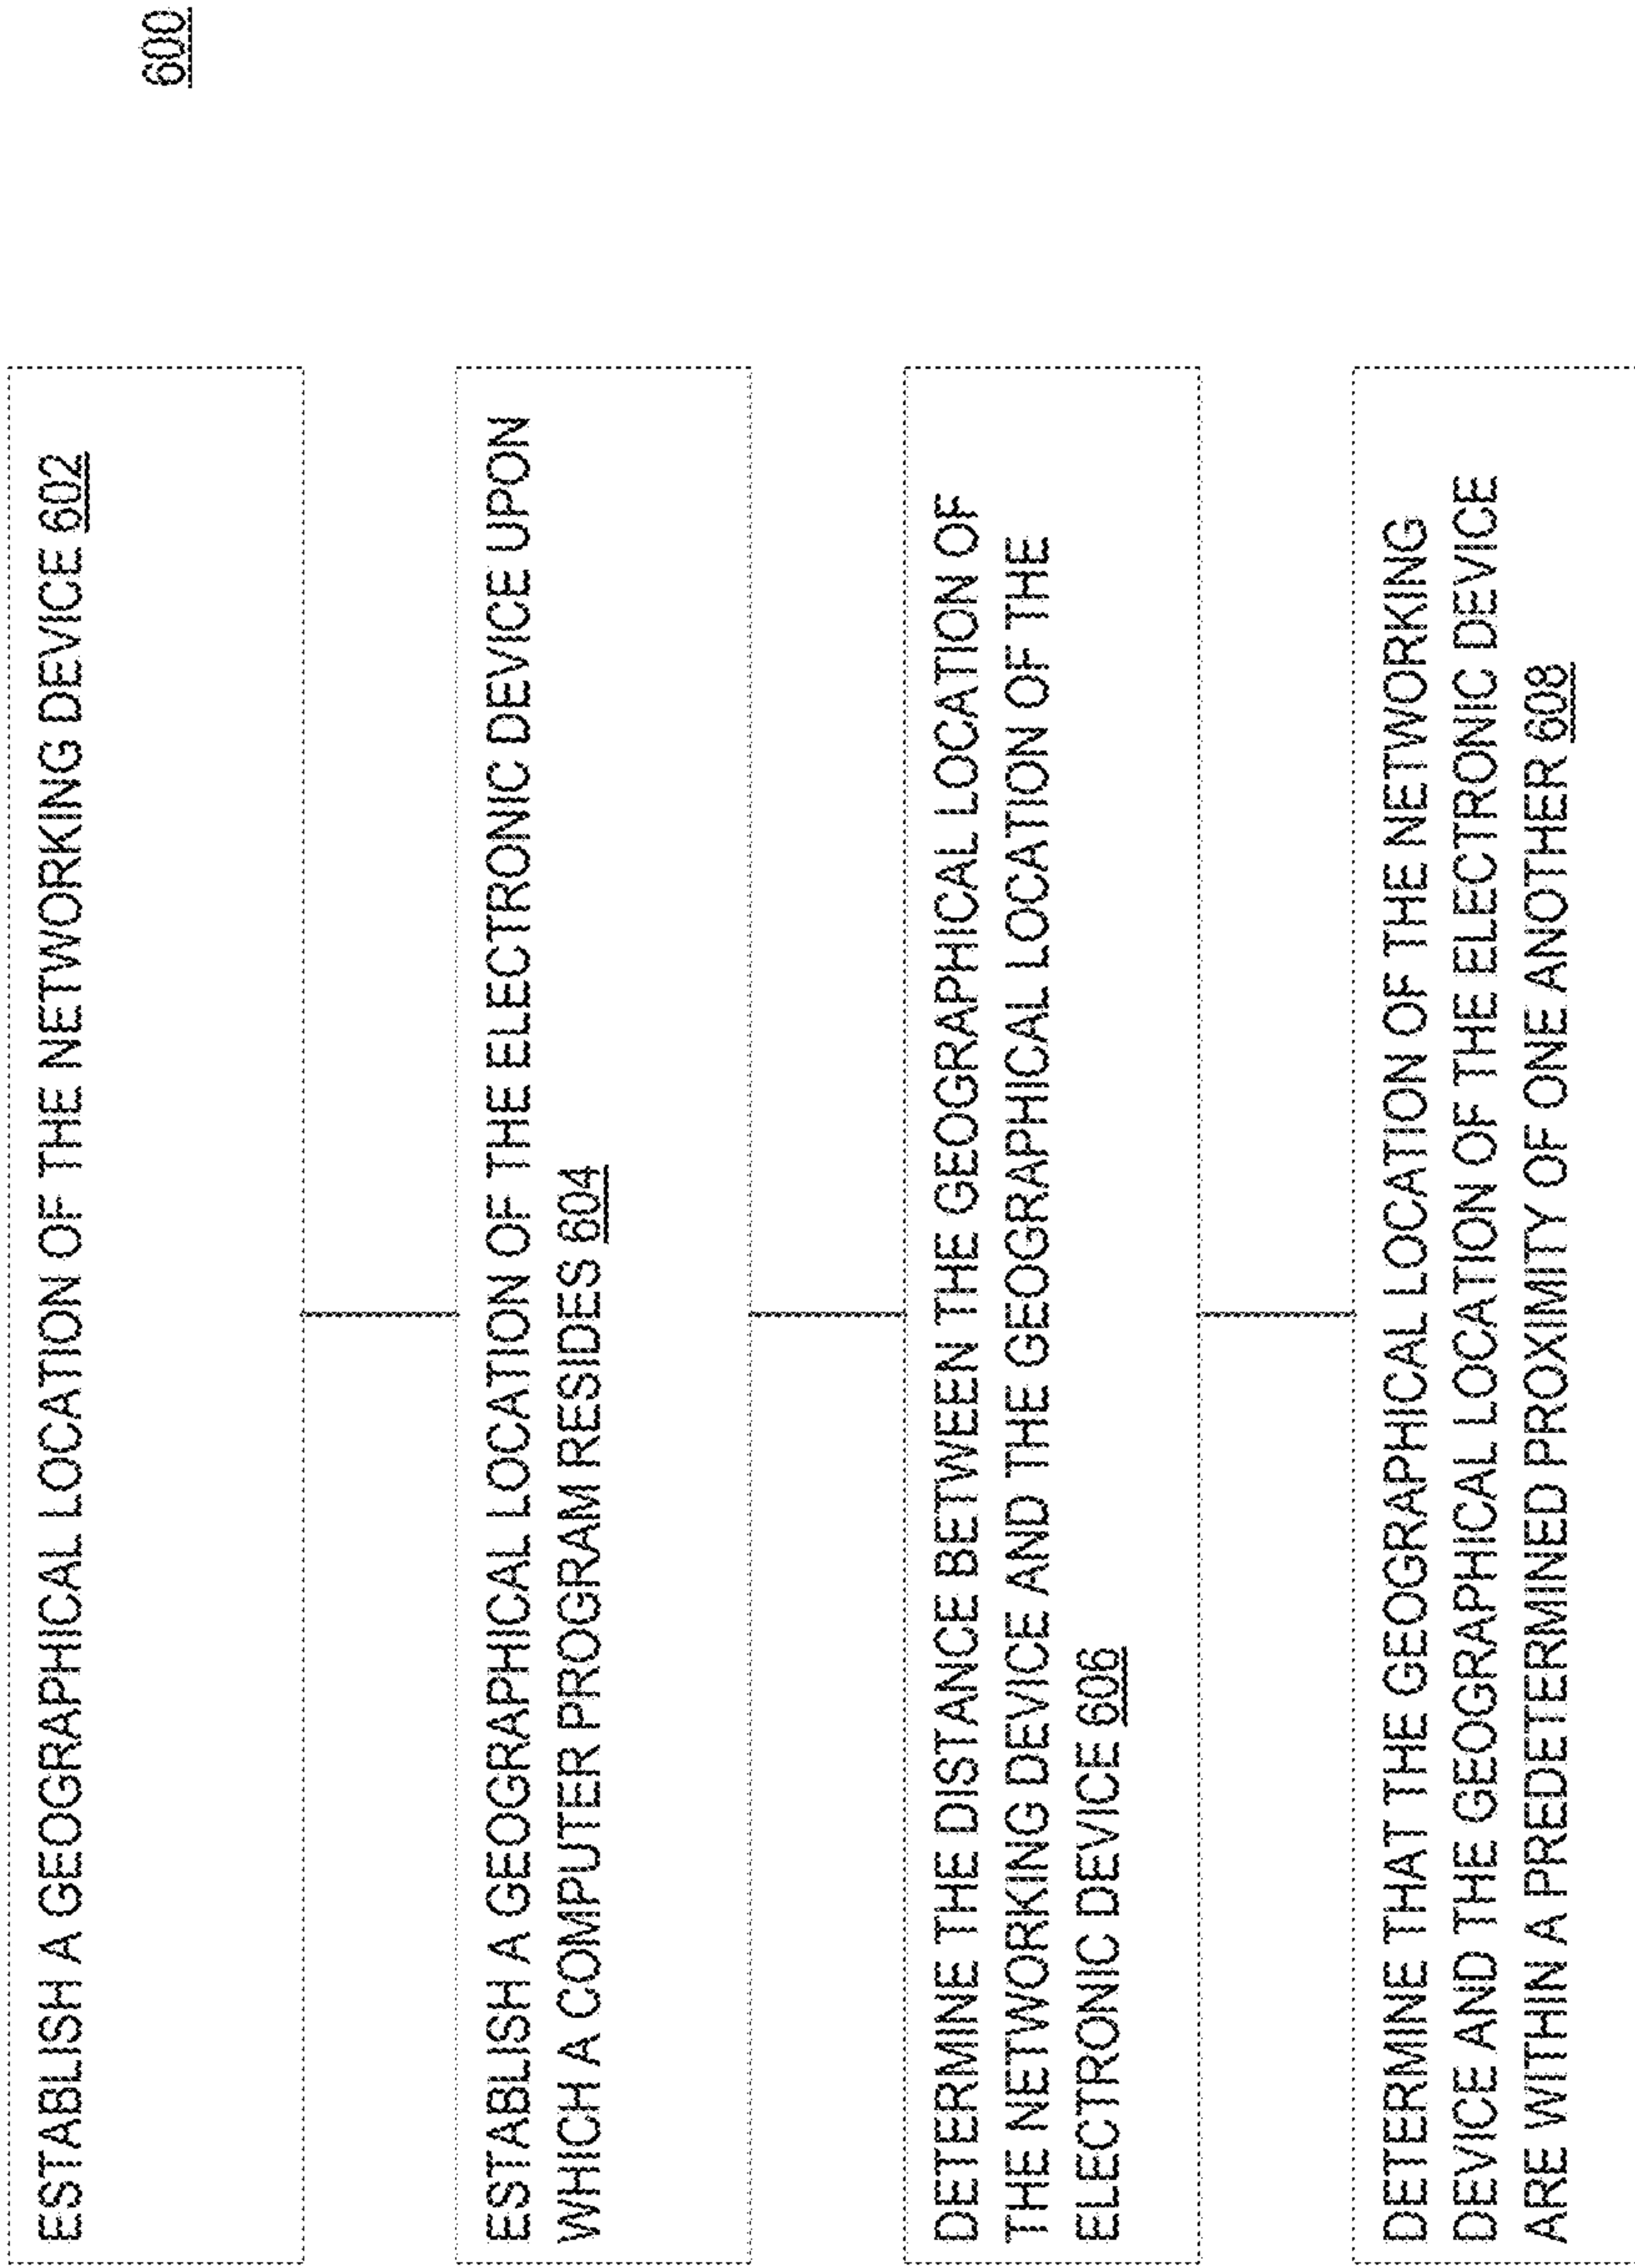 600
ESTABLISH A GEOGRAPHICAL LOCATION OF THE NETWORKING DEVICE 602
ESTABLISH A GEOGRAPHICAL LOCATION OF THE ELECTRONIC DEVICE UPON
WHICH A COMPUTER PROGRAM RESIDES 604
DETERMINE THE DISTANCE BETWEEN THE GEOGRAPHICAL LOCATION OF
THE NETWORKING DEVICE AND THE GEOGRAPHICAL LOCATION OF THE
ELECTRONIC DEVICE 606
DETERMINE THAT THE GEOGRAPHICAL LOCATION OF THE NETWORKING
DEVICE AND THE GEOGRAPHICAL LOCATION OF THE ELECTRONIC DEVICE
ARE WITHIN A PREDETERMINED PROXIMITY OF ONE ANOTHER 608